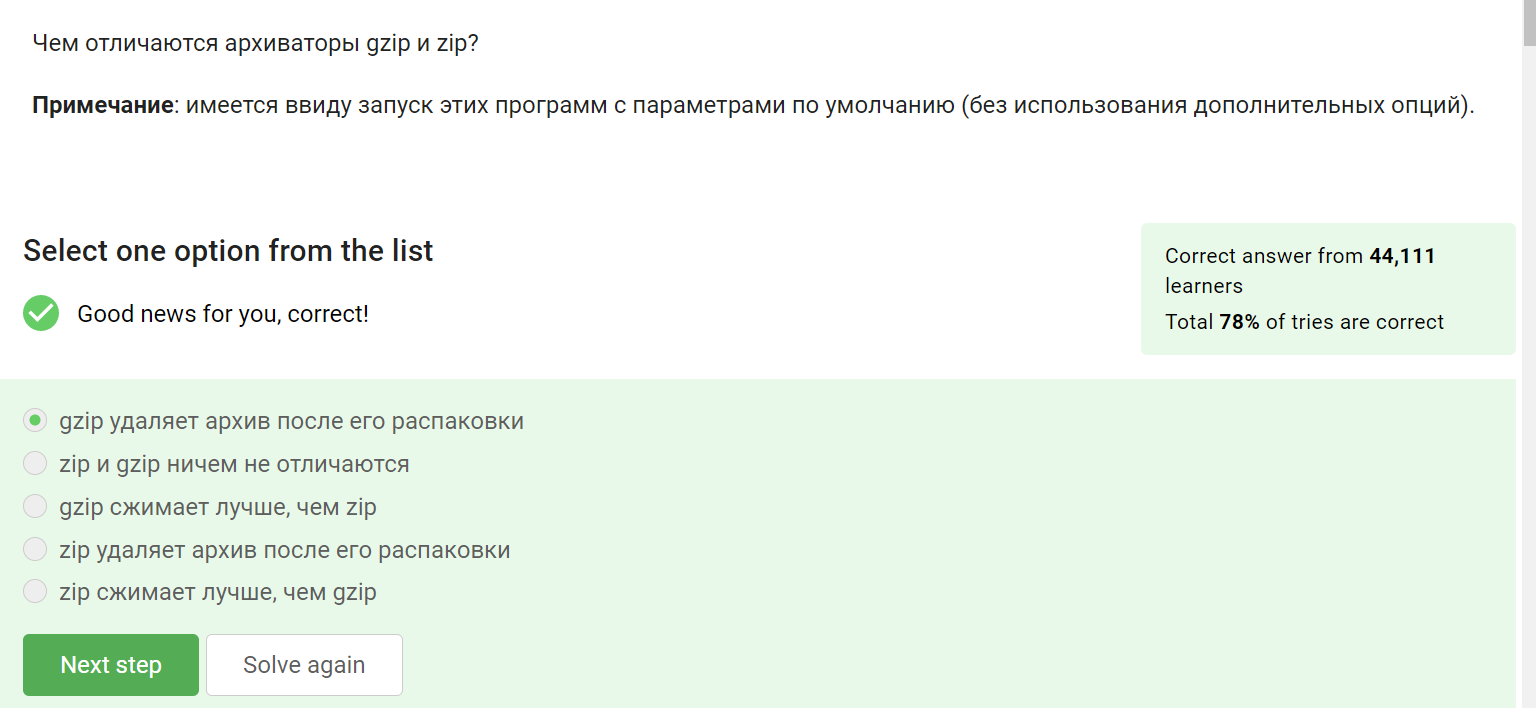 Чем отличаются архиваторы gzip и zip?
Примечание: имеется ввиду запуск этих программ с параметрами по умолчанию (без использования дополнительных опций).
Select one option from the list
Good news for you, correct!
Correct answer from 44,111
learners
Total 78% of tries are correct
gzip удаляет архив после его распаковки
zip и gzip ничем не отличаются
gzip сжимает лучше, чем zip
zip удаляет архив после его распаковки
zip сжимает лучше, чем gzip
Next step
Solve again